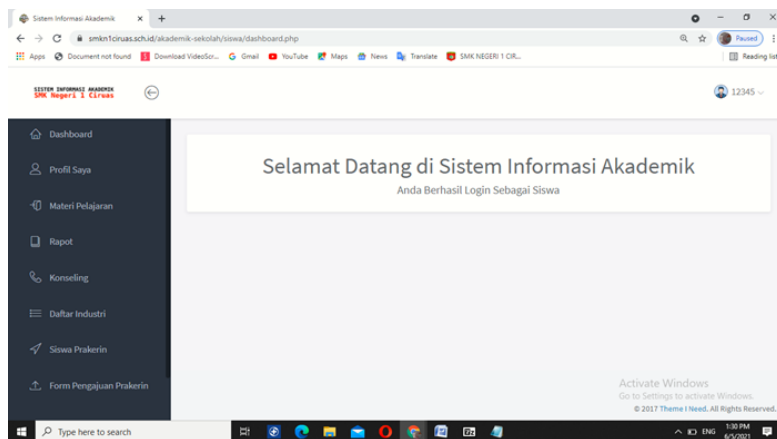 Sistem Informasi Akademik
smkn1ciruas.sch.id/akademik-sekolah/siswa/dashboard.php
Paused
Apps Document not found Download VideoScr... Gmail YouTube Maps News Translate SMK NEGERI 1 CIR... Reading list
SISTEM INFORMASI AKADEMIK
SMK Negeri 1 Ciruas
12345
Dashboard
Profil Saya
Materi Pelajaran
Rapot
Konseling
Daftar Industri
Siswa Prakerin
Form Pengajuan Prakerin
Selamat Datang di Sistem Informasi Akademik
Anda Berhasil Login Sebagai Siswa
Activate Windows
Go to Settings to activate Windows.
© 2017 Theme I Need. All Rights Reserved.
Type here to search
ENG
1:30 PM
6/5/2021